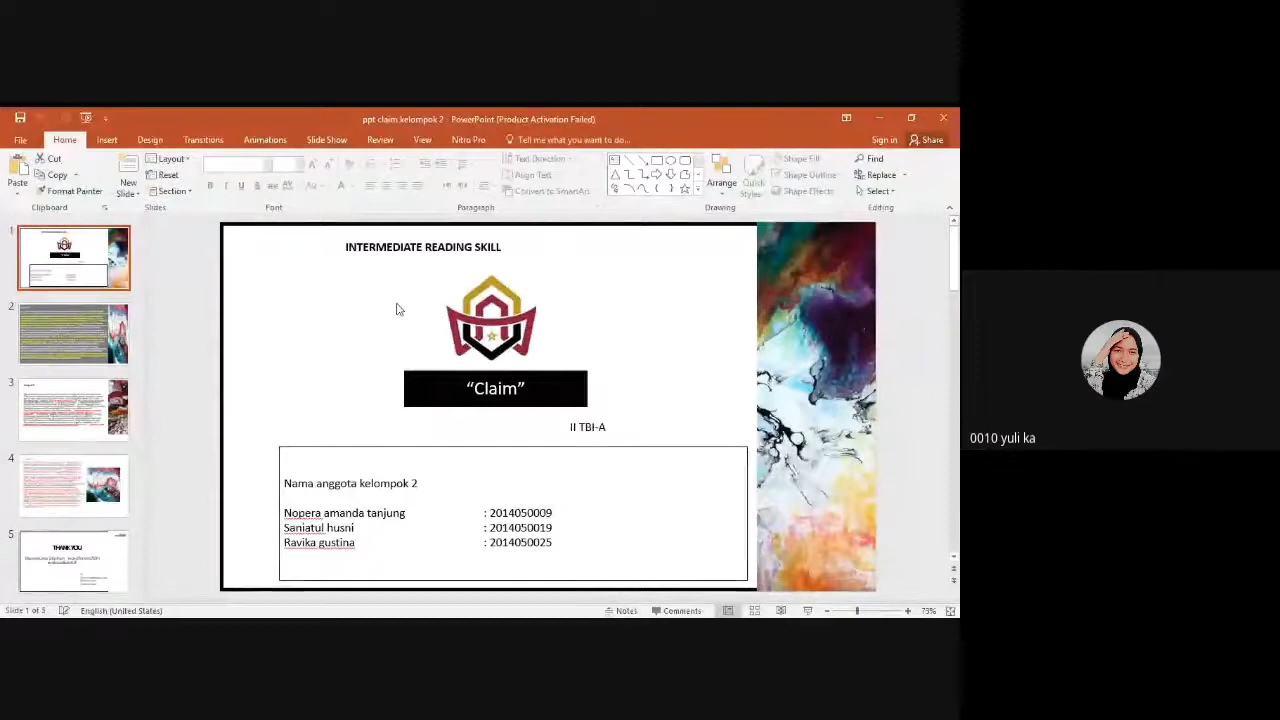 ppt claim.kelompok 2 - PowerPoint (Product Activation Failed)
File Home Insert Design Transitions Animations Slide Show Review View Nitro Pro Tell me what you want to do... Sign in Share
Paste
Cut
Copy
Format Painter
Clipboard
New Slide
Layout
Reset
Section
Slides
Font
Text Direction
Align Text
Convert to SmartArt
Paragraph
Arrange
Quick Styles
Shape Fill
Shape Outline
Shape Effects
Drawing
Find
Replace
Select
Editing
1
2
3
4
5
THANK YOU
INTERMEDIATE READING SKILL
“Claim”
II TBI-A
Nama anggota kelompok 2
Nopera amanda tanjung : 2014050009
Saniatul husni : 2014050019
Ravika gustina : 2014050025
Slide 1 of 5 English (United States) Notes Comments 73%
0010 yuli ka